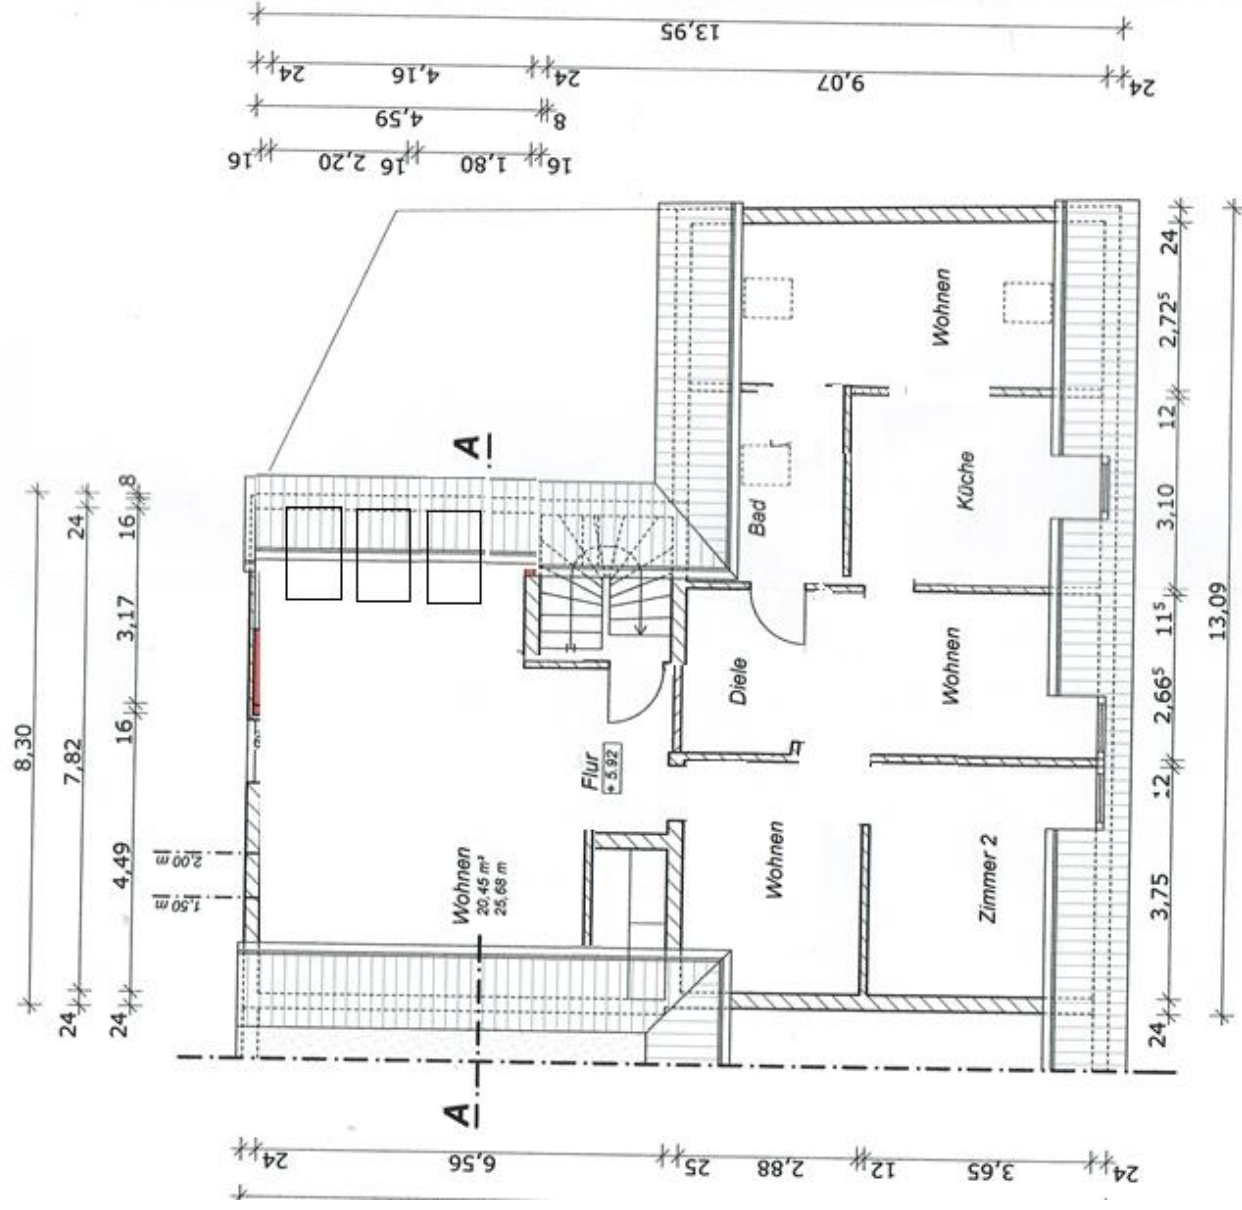 13,95
24
4,16
24
9,07
24
4,59
8
16
2,20
16
1,80
16
A
8
16
24
3,17
16
8,30
7,82
4,49
24
24
2,00 m
1,50 m
Wohnen
Küche
Bad
Wohnen
Diele
Flur
+ 5.92
Wohnen
20,45 m²
25,68 m
Wohnen
Zimmer 2
24
2,72⁵
12
3,10
11⁵
13,09
2,66⁵
12
3,75
24
A
24
6,56
25
2,88
12
3,65
24